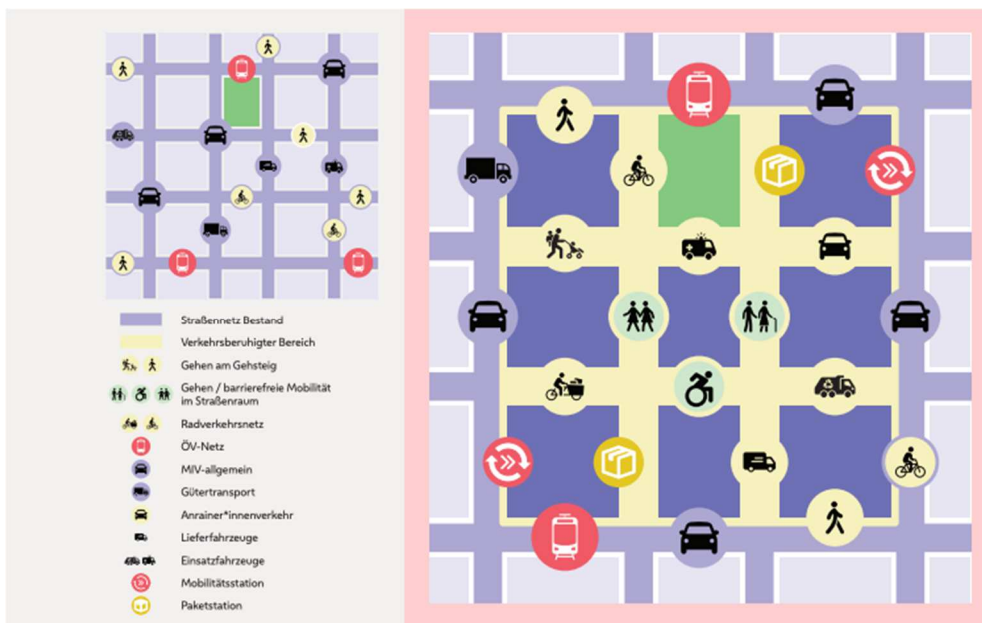 Straßennetz Bestand
Verkehrsberuhigter Bereich
Gehen am Gehsteig
Gehen / barrierefreie Mobilität
im Straßenraum
Radverkehrsnetz
ÖV-Netz
MIV-allgemein
Gütertransport
Anrainer*innenverkehr
Lieferfahrzeuge
Einsatzfahrzeuge
Mobilitätsstation
Paketstation